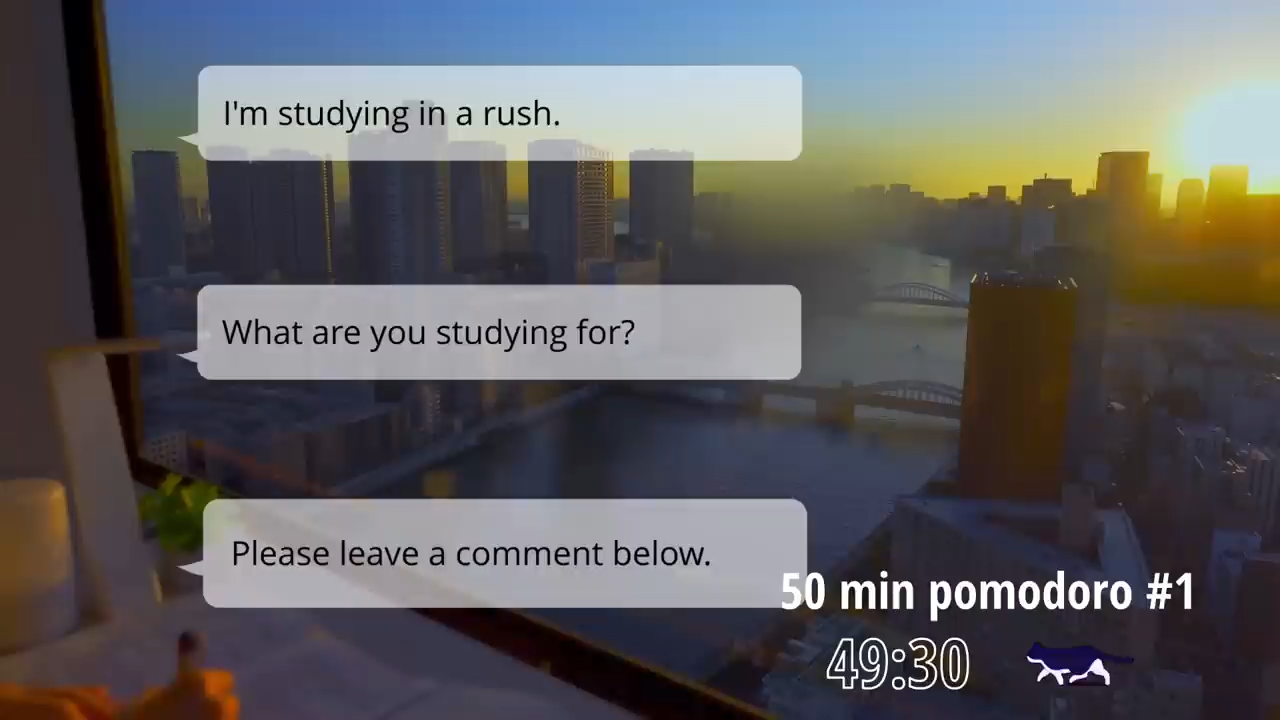 I'm studying in a rush.
What are you studying for?
Please leave a comment below.
50 min pomodoro #1
49:30